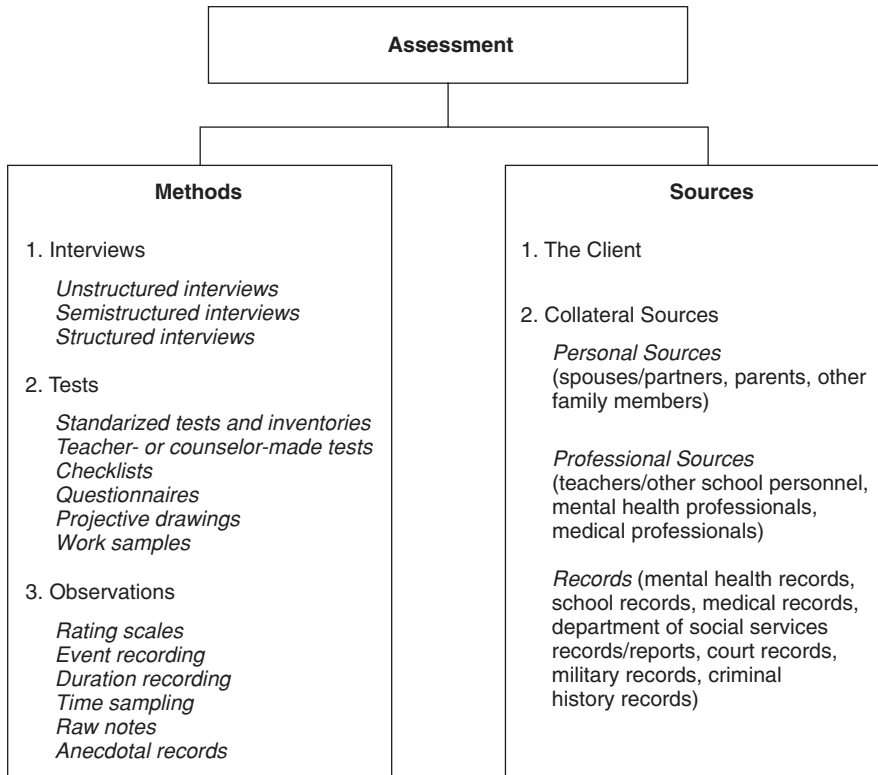 Assessment
Methods
1. Interviews
Unstructured interviews
Semistructured interviews
Structured interviews
2. Tests
Standarized tests and inventories
Teacher- or counselor-made tests
Checklists
Questionnaires
Projective drawings
Work samples
3. Observations
Rating scales
Event recording
Duration recording
Time sampling
Raw notes
Anecdotal records
Sources
1. The Client
2. Collateral Sources
Personal Sources
(spouses/partners, parents, other
family members)
Professional Sources
(teachers/other school personnel,
mental health professionals,
medical professionals)
Records (mental health records,
school records, medical records,
department of social services
records/reports, court records,
military records, criminal
history records)